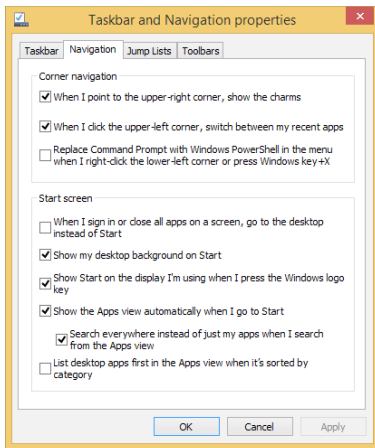 Taskbar and Navigation properties
Taskbar Navigation Jump Lists Toolbars
Corner navigation
When I point to the upper-right corner, show the charms
When I click the upper-left corner, switch between my recent apps
Replace Command Prompt with Windows PowerShell in the menu
when I right-click the lower-left corner or press Windows key+X
Start screen
When I sign in or close all apps on a screen, go to the desktop
instead of Start
Show my desktop background on Start
Show Start on the display I'm using when I press the Windows logo
key
Show the Apps view automatically when I go to Start
Search everywhere instead of just my apps when I search
from the Apps view
List desktop apps first in the Apps view when it's sorted by
category
OK Cancel Apply